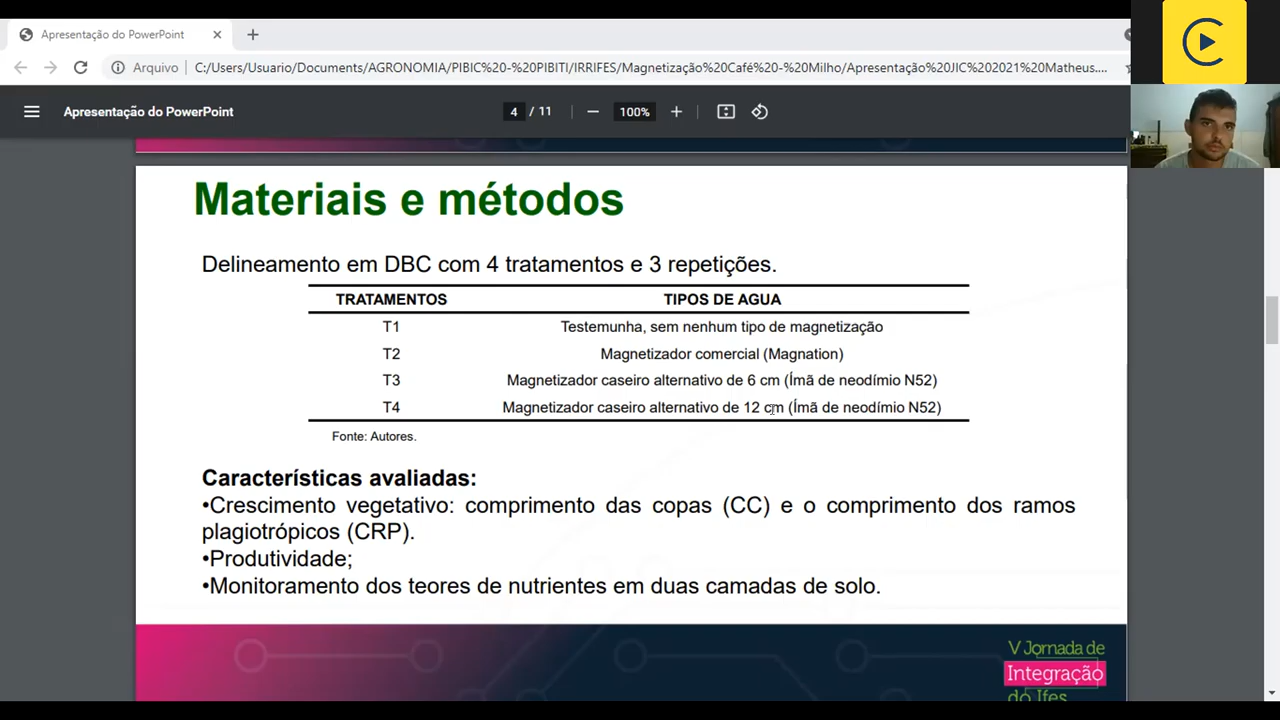 Apresentação do PowerPoint
Arquivo
C:/Users/Usuario/Documents/AGRONOMIA/PIBIC%20-%20PIBITI/IRRIFES/Magnetização%20Café%20-%20Milho/Apresentação%20JIC%202021%20Matheus....
Apresentação do PowerPoint
4 / 11
100%
Materiais e métodos
Delineamento em DBC com 4 tratamentos e 3 repetições.
TRATAMENTOS TIPOS DE AGUA
T1 Testemunha, sem nenhum tipo de magnetização
T2 Magnetizador comercial (Magnation)
T3 Magnetizador caseiro alternativo de 6 cm (Ímã de neodímio N52)
T4 Magnetizador caseiro alternativo de 12 cm (Ímã de neodímio N52)
Fonte: Autores.
Características avaliadas:
•Crescimento vegetativo: comprimento das copas (CC) e o comprimento dos ramos
plagiotrópicos (CRP).
•Produtividade;
•Monitoramento dos teores de nutrientes em duas camadas de solo.
V Jornada de
Integração
do Ifes